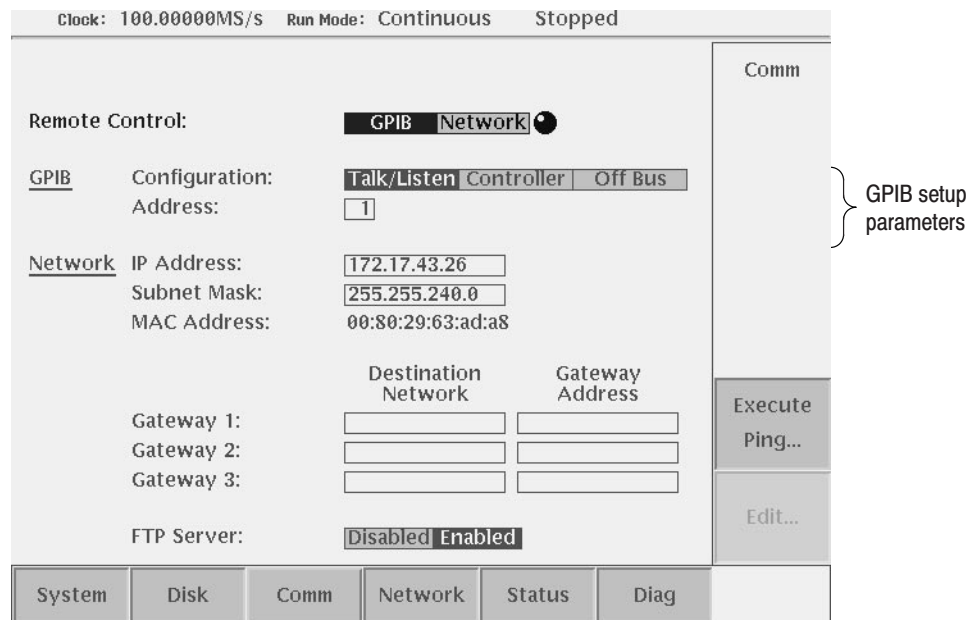 Clock: 100.00000MS/s Run Mode: Continuous Stopped
Comm
Remote Control: GPIB Network
GPIB Configuration: Talk/Listen Controller Off Bus
Address: 1
GPIB setup
parameters
Network IP Address: 172.17.43.26
Subnet Mask: 255.255.240.0
MAC Address: 00:80:29:63:ad:a8
Destination Gateway
Network Address
Gateway 1:
Gateway 2:
Gateway 3:
FTP Server: Disabled Enabled
Execute
Ping...
Edit...
System Disk Comm Network Status Diag